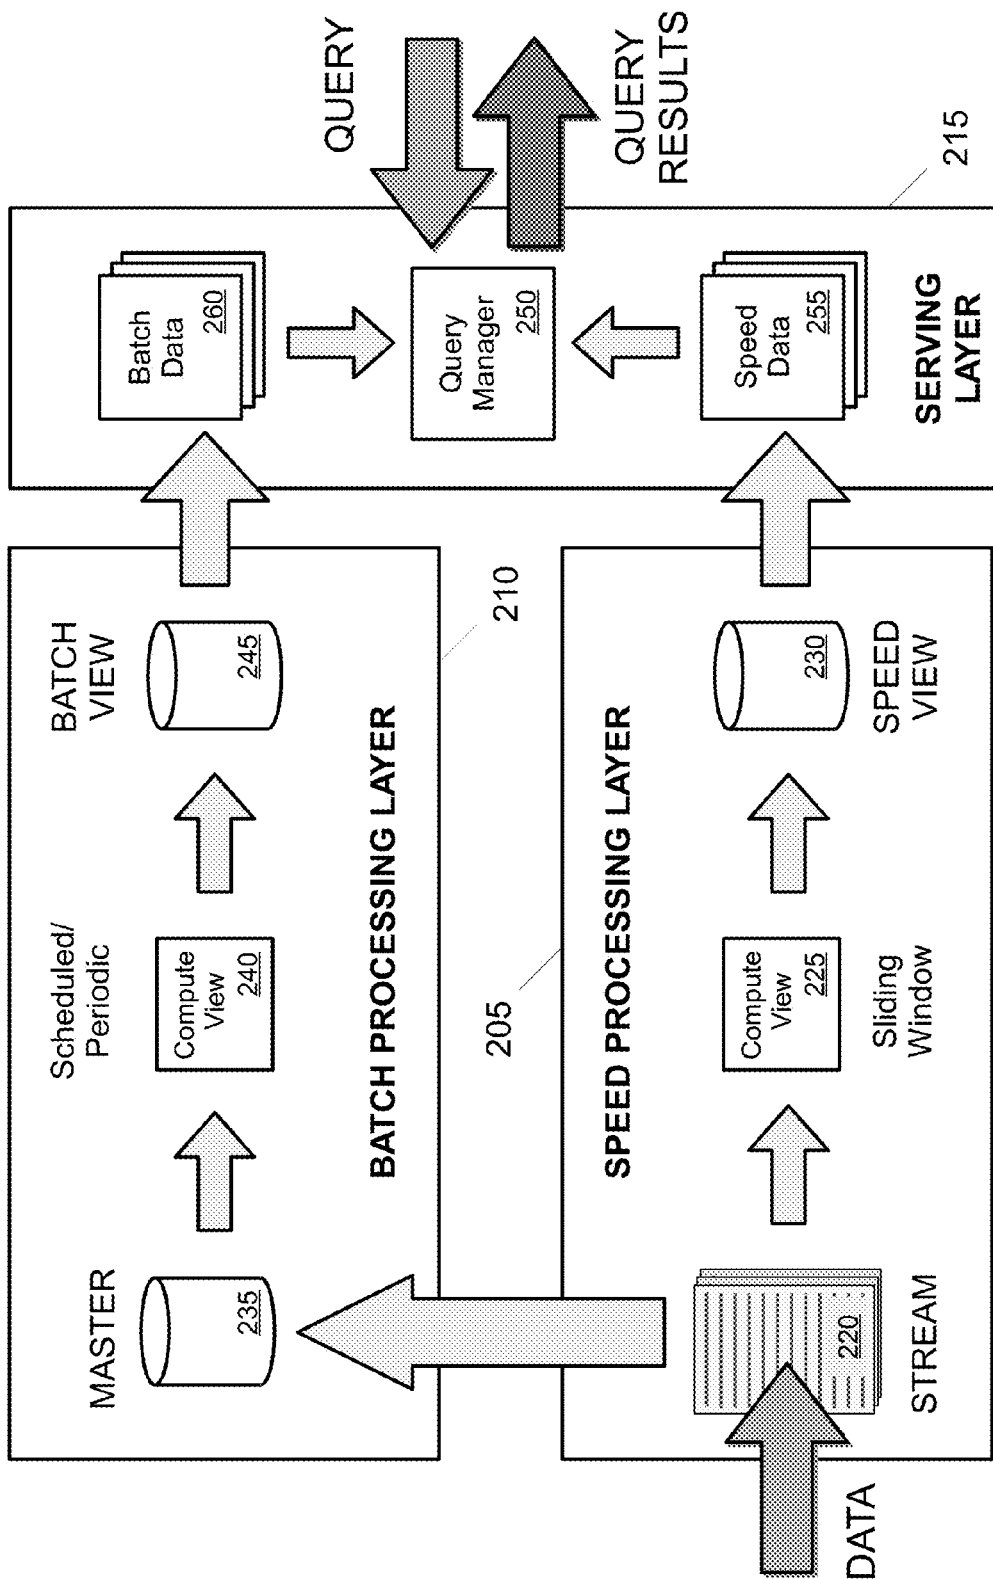 MASTER
235
Scheduled/
Periodic
Compute
View
240
BATCH
VIEW
245
BATCH PROCESSING LAYER
210
Batch
Data
260
QUERY
Query
Manager
250
QUERY
RESULTS
Speed
Data
255
SERVING
LAYER
215
205
SPEED PROCESSING LAYER
DATA
220
STREAM
Compute
View
225
Sliding
Window
230
SPEED
VIEW